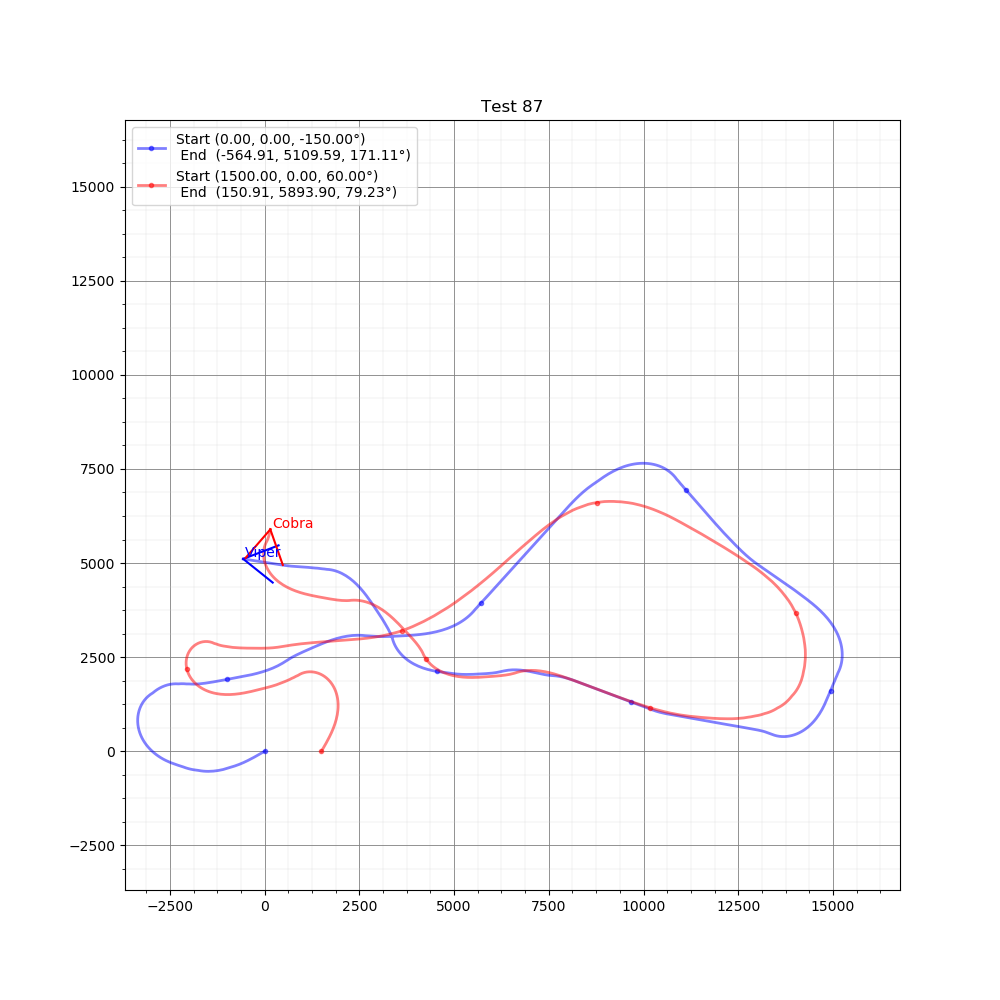 Test 87
Start (0.00, 0.00, -150.00°)
End (-564.91, 5109.59, 171.11°)
Start (1500.00, 0.00, 60.00°)
End (150.91, 5893.90, 79.23°)
15000
12500
10000
7500
Cobra
Viper
5000
2500
0
−2500
−2500 0 2500 5000 7500 10000 12500 15000